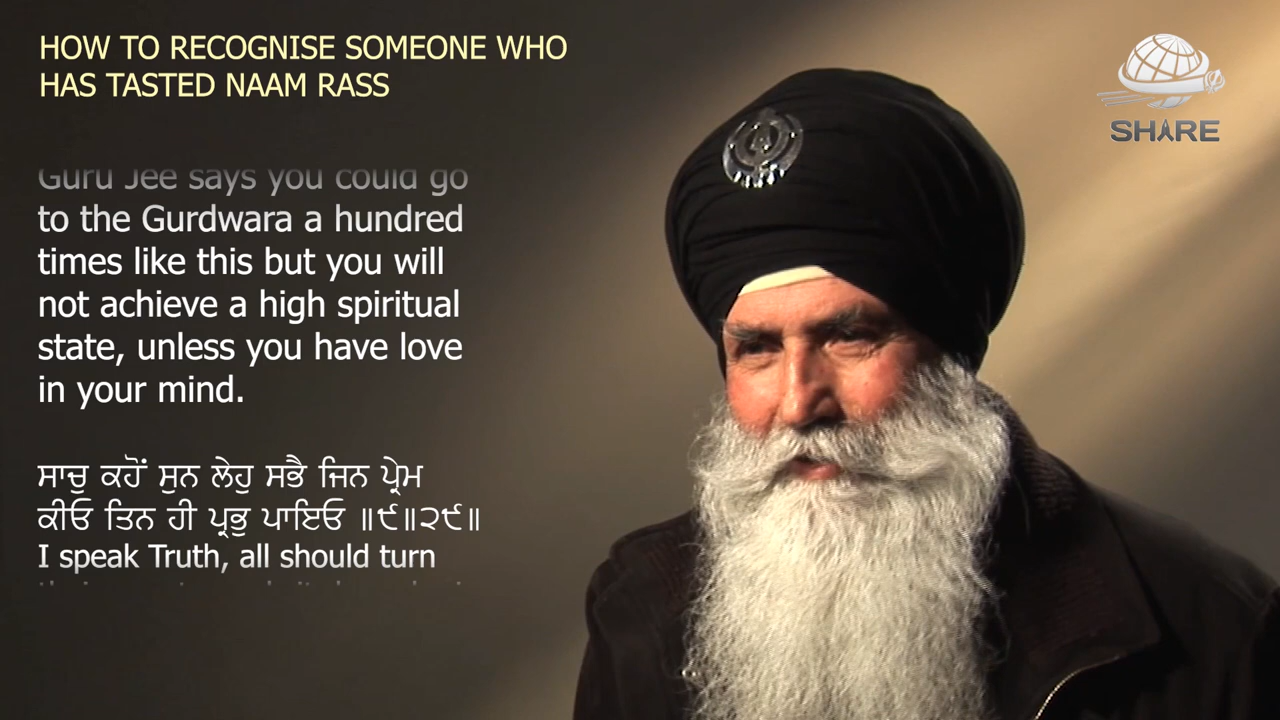 HOW TO RECOGNISE SOMEONE WHO
HAS TASTED NAAM RASS
SHARE
Guru Jee says you could go
to the Gurdwara a hundred
times like this but you will
not achieve a high spiritual
state, unless you have love
in your mind.
ਸਾਚੁ ਕਹੋਂ ਸੁਨ ਲੇਹੁ ਸਭੈ ਜਿਨ ਪ੍ਰੇਮ
ਕੀਓ ਤਿਨ ਹੀ ਪ੍ਰਭੁ ਪਾਇਓ ॥੯॥੨੯॥
I speak Truth, all should turn